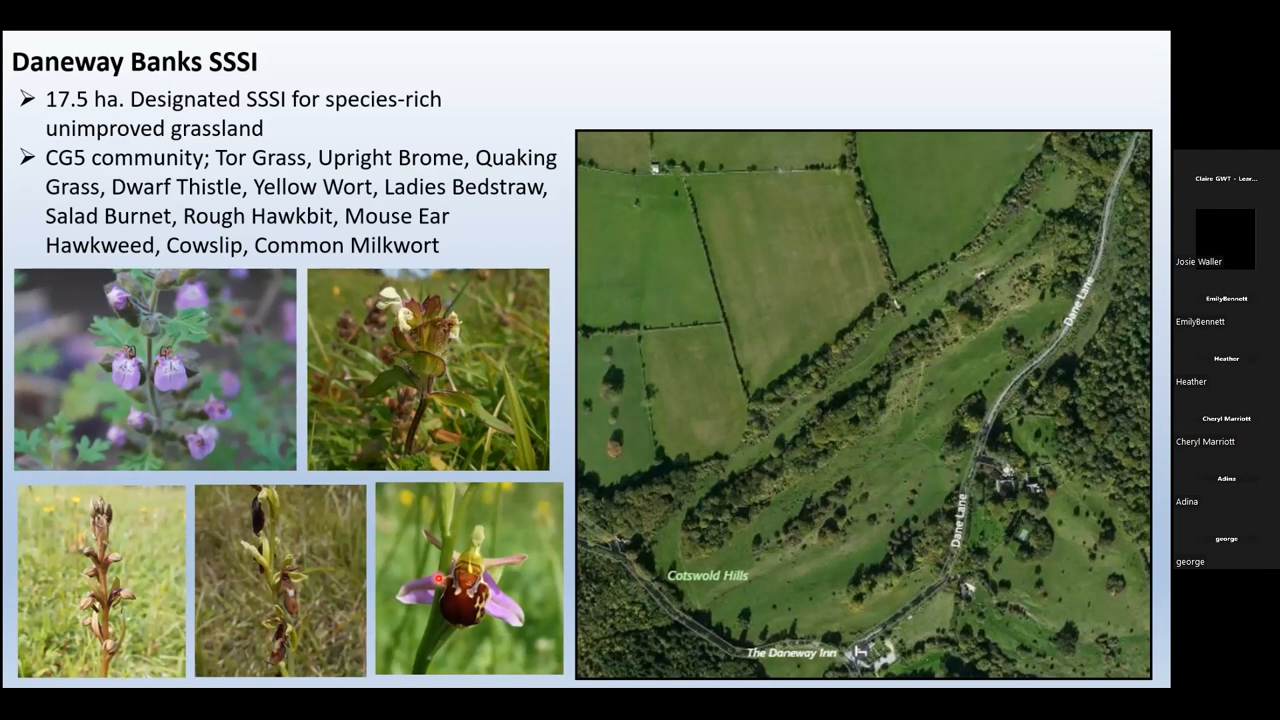 Daneway Banks SSSI
17.5 ha. Designated SSSI for species-rich
unimproved grassland
CG5 community; Tor Grass, Upright Brome, Quaking
Grass, Dwarf Thistle, Yellow Wort, Ladies Bedstraw,
Salad Burnet, Rough Hawkbit, Mouse Ear
Hawkweed, Cowslip, Common Milkwort
Dane Lane
Dane Lane
Cotswold Hills
The Daneway Inn
Claire GWT - Lear...
Josie Waller
EmilyBennett
EmilyBennett
Heather
Heather
Cheryl Marriott
Cheryl Marriott
Adina
Adina
george
george